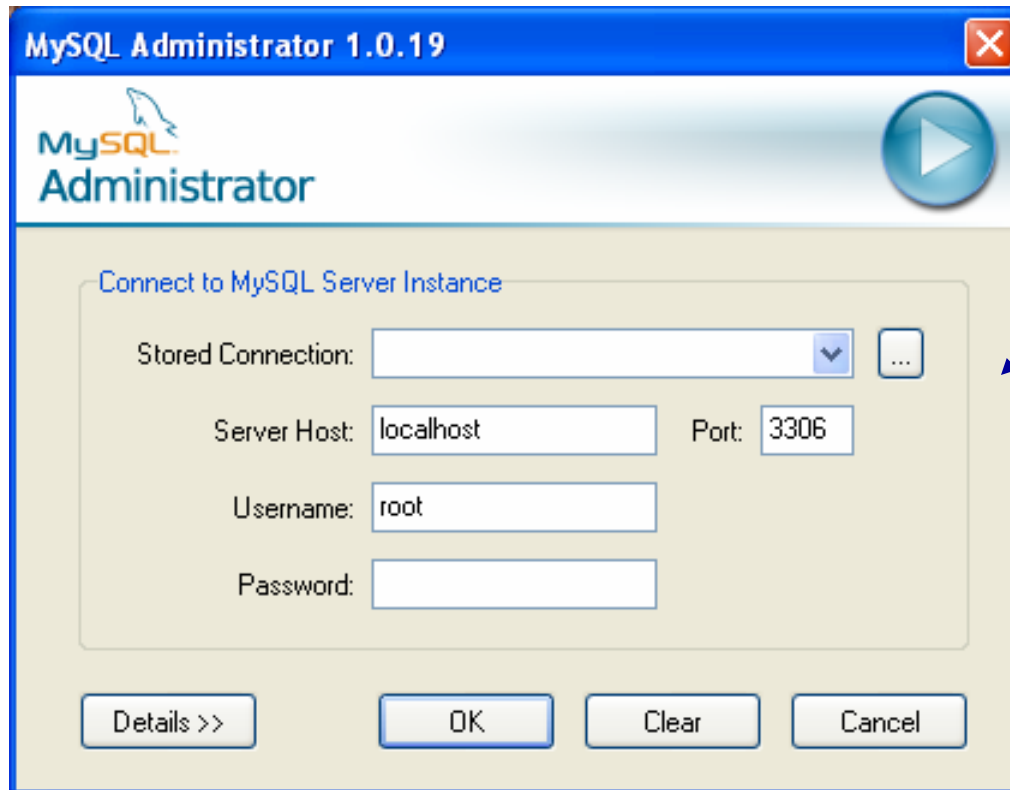 MySQL Administrator 1.0.19
MySQL
Administrator
Connect to MySQL Server Instance
Stored Connection:
...
Server Host: localhost Port: 3306
Username: root
Password:
Details >> OK Clear Cancel